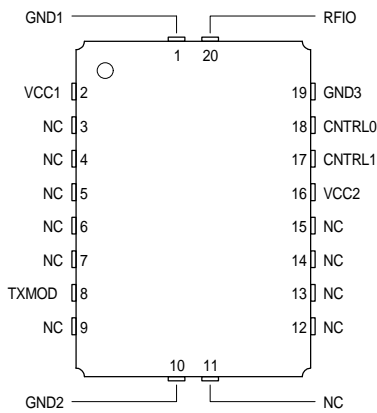 GND1 RFIO
1 20
VCC1 2 19 GND3
NC 3 18 CNTRL0
NC 4 17 CNTRL1
NC 5 16 VCC2
NC 6 15 NC
NC 7 14 NC
TXMOD 8 13 NC
NC 9 12 NC
10 11
GND2 NC